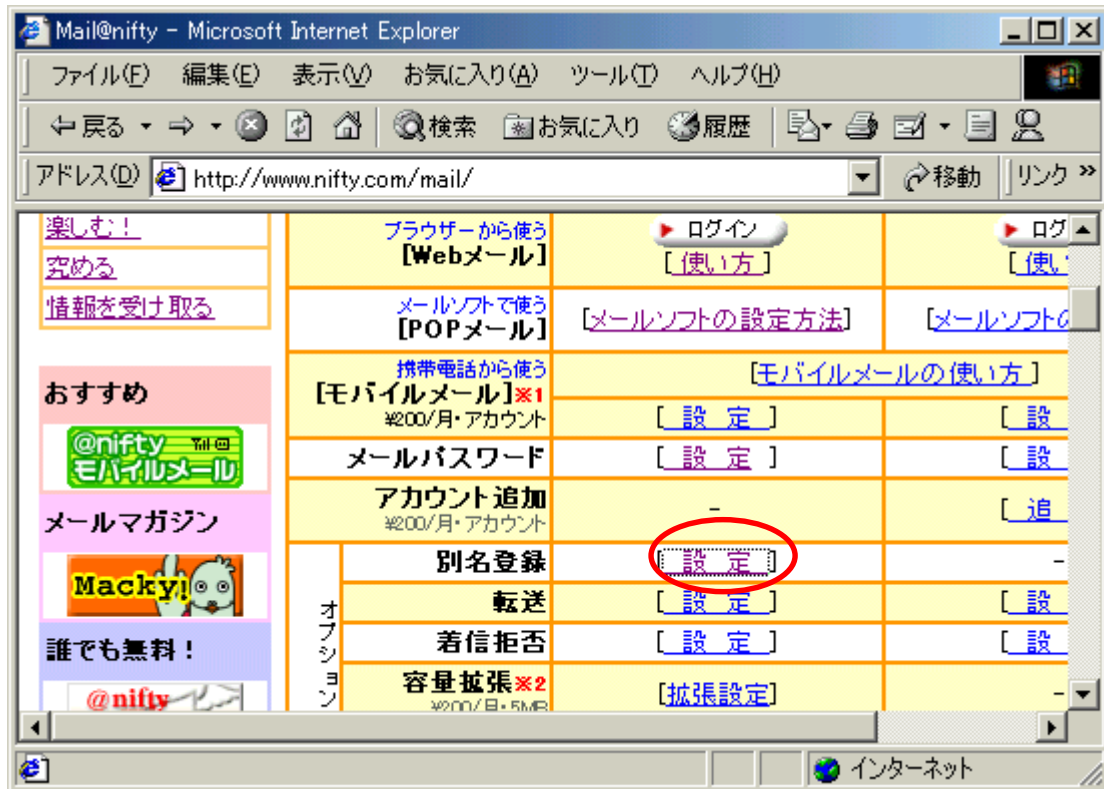 Mail@nifty - Microsoft Internet Explorer
ファイル(F) 編集(E) 表示(V) お気に入り(A) ツール(T) ヘルプ(H)
戻る 検索 お気に入り 履歴
アドレス(D) http://www.nifty.com/mail/ 移動 リンク »
楽しむ!
究める
情報を受け取る
おすすめ
@nifty
モバイルメール
メールマガジン
Macky!
誰でも無料!
@nifty
ブラウザーから使う
[Webメール]
ログイン
[ 使い方 ]
メールソフトで使う
[POPメール]
[メールソフトの設定方法]
携帯電話から使う
[モバイルメール]※1
¥200/月・アカウント
[モバイルメールの使い方 ]
[ 設 定 ]
メールパスワード [ 設 定 ]
アカウント追加 -
¥200/月・アカウント
オプション
別名登録 [ 設 定 ] -
転送 [ 設 定 ]
着信拒否 [ 設 定 ]
容量拡張※2 [拡張設定] -
¥200/月・5MB
インターネット